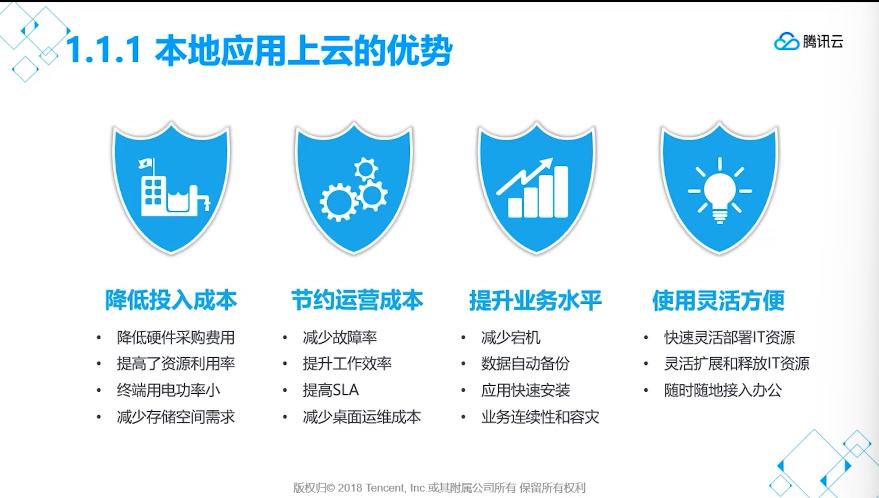 1.1.1 本地应用上云的优势
腾讯云
降低投入成本
• 降低硬件采购费用
• 提高了资源利用率
• 终端用电功率小
• 减少存储空间需求
节约运营成本
• 减少故障率
• 提升工作效率
• 提高SLA
• 减少桌面运维成本
提升业务水平
• 减少宕机
• 数据自动备份
• 应用快速安装
• 业务连续性和容灾
使用灵活方便
• 快速灵活部署IT资源
• 灵活扩展和释放IT资源
• 随时随地接入办公
版权归© 2018 Tencent, Inc.或其附属公司所有 保留所有权利